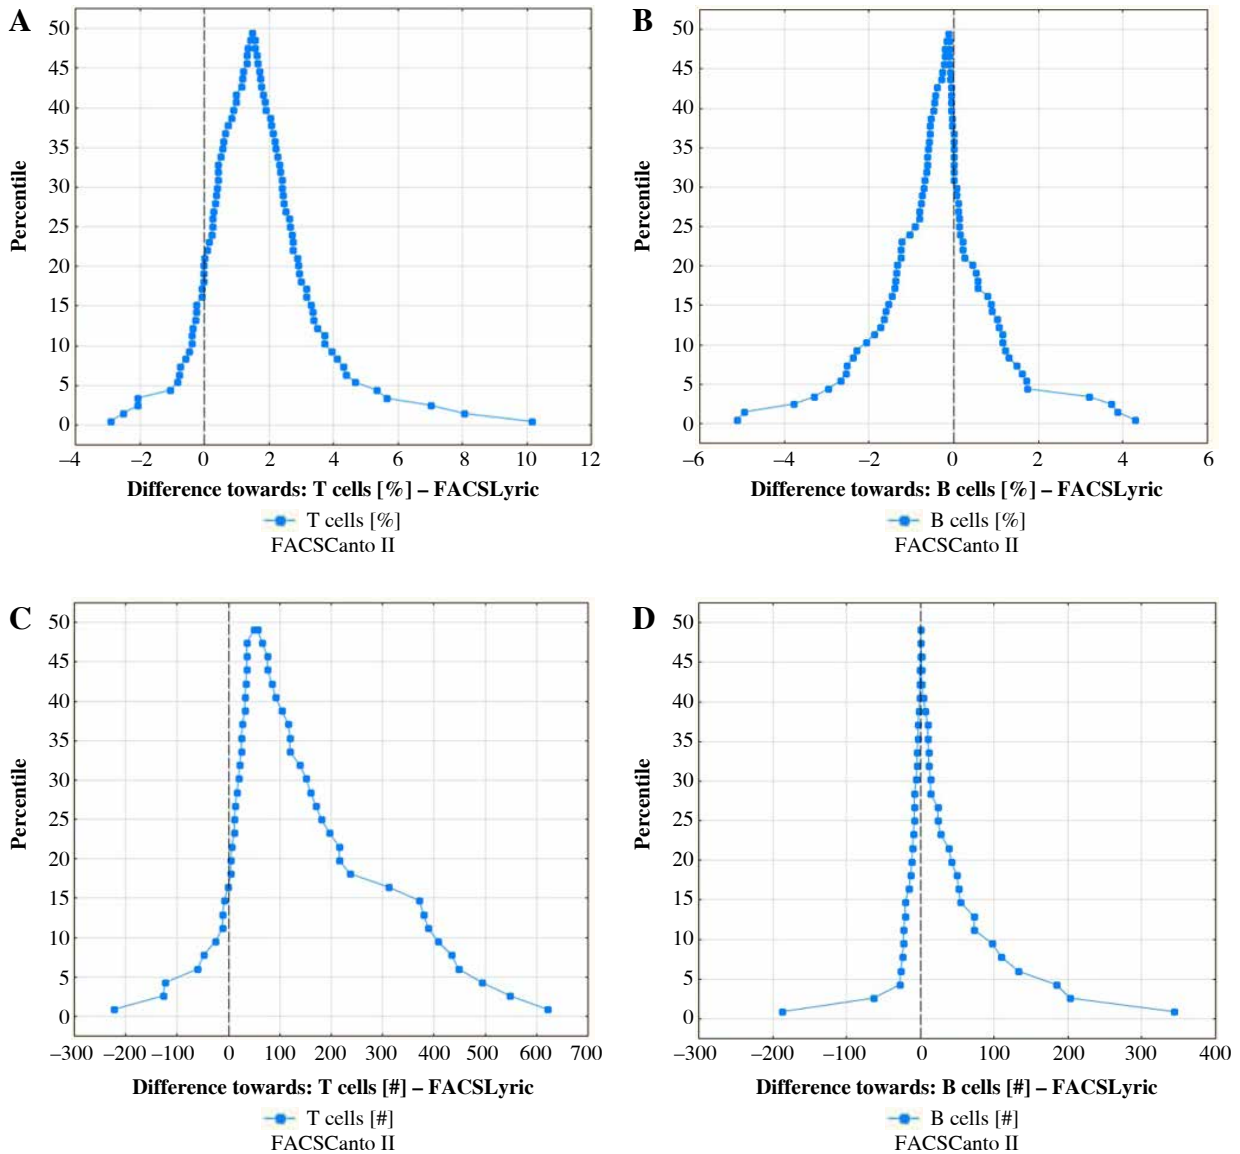 A
50
45
40
35
30
25
20
15
10
5
0
Percentile
–4 –2 0 2 4 6 8 10 12
Difference towards: T cells [%] – FACSLyric
T cells [%]
FACSCanto II
B
50
45
40
35
30
25
20
15
10
5
0
Percentile
–6 –4 –2 0 2 4 6
Difference towards: B cells [%] – FACSLyric
B cells [%]
FACSCanto II
C
50
45
40
35
30
25
20
15
10
5
0
Percentile
–300 –200 –100 0 100 200 300 400 500 600 700
Difference towards: T cells [#] – FACSLyric
T cells [#]
FACSCanto II
D
50
45
40
35
30
25
20
15
10
5
0
Percentile
–300 –200 –100 0 100 200 300 400
Difference towards: B cells [#] – FACSLyric
B cells [#]
FACSCanto II